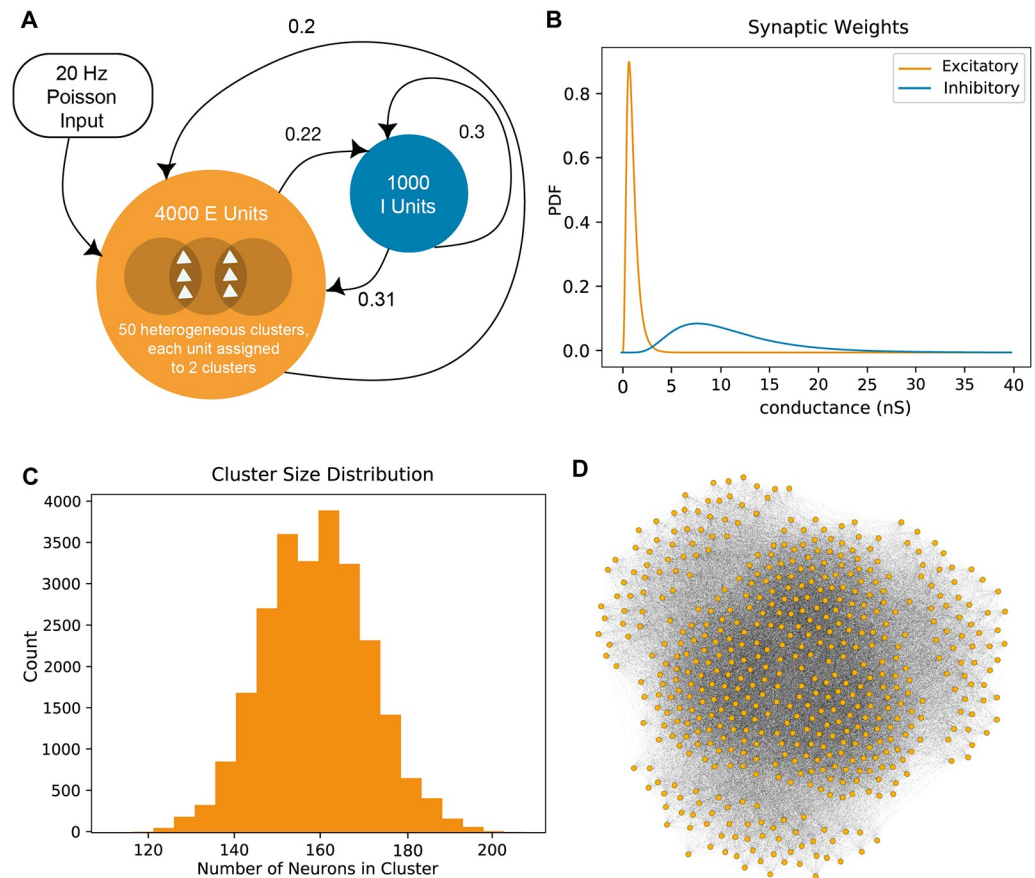 A
0.2
20 Hz
Poisson
Input
0.22
0.3
1000
I Units
4000 E Units
0.31
50 heterogeneous clusters,
each unit assigned
to 2 clusters
B
Synaptic Weights
Excitatory
Inhibitory
PDF
0.8
0.6
0.4
0.2
0.0
0 5 10 15 20 25 30 35 40
conductance (nS)
C
Cluster Size Distribution
Count
4000
3500
3000
2500
2000
1500
1000
500
0
120 140 160 180 200
Number of Neurons in Cluster
D